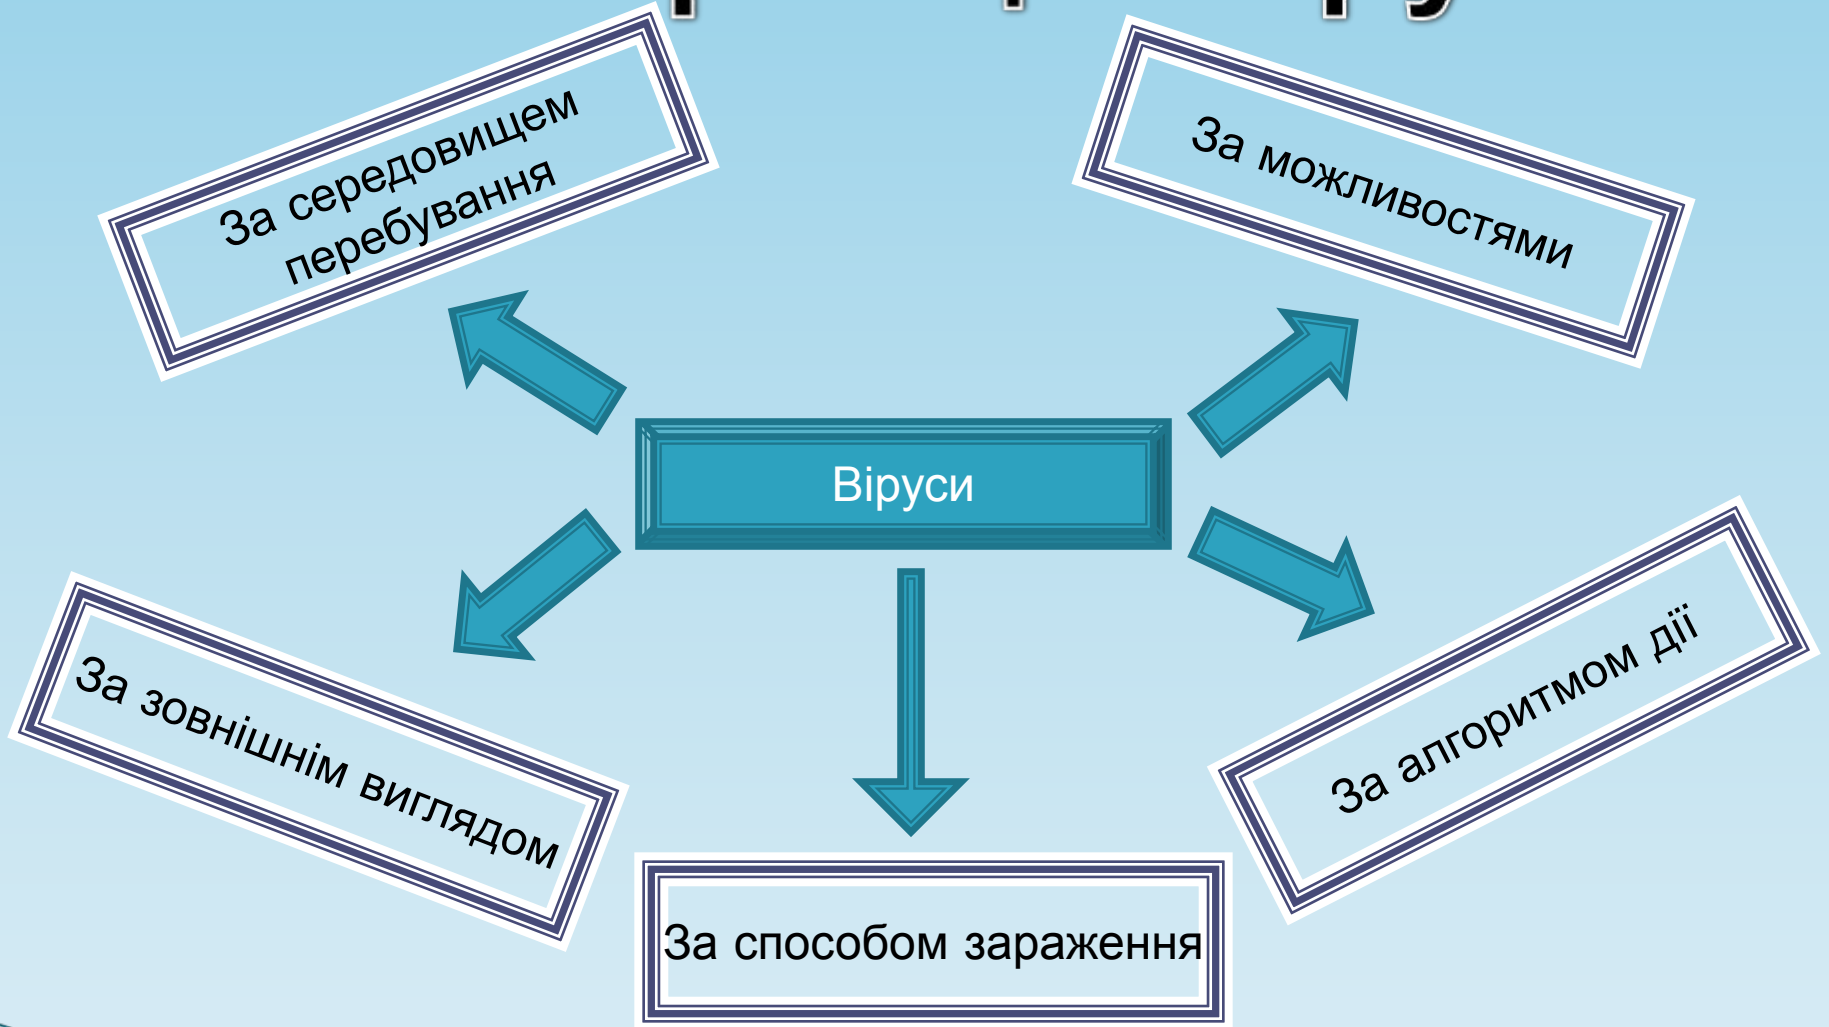 За середовищем
перебування
За можливостями
Віруси
За зовнішнім виглядом
За алгоритмом дії
За способом зараження